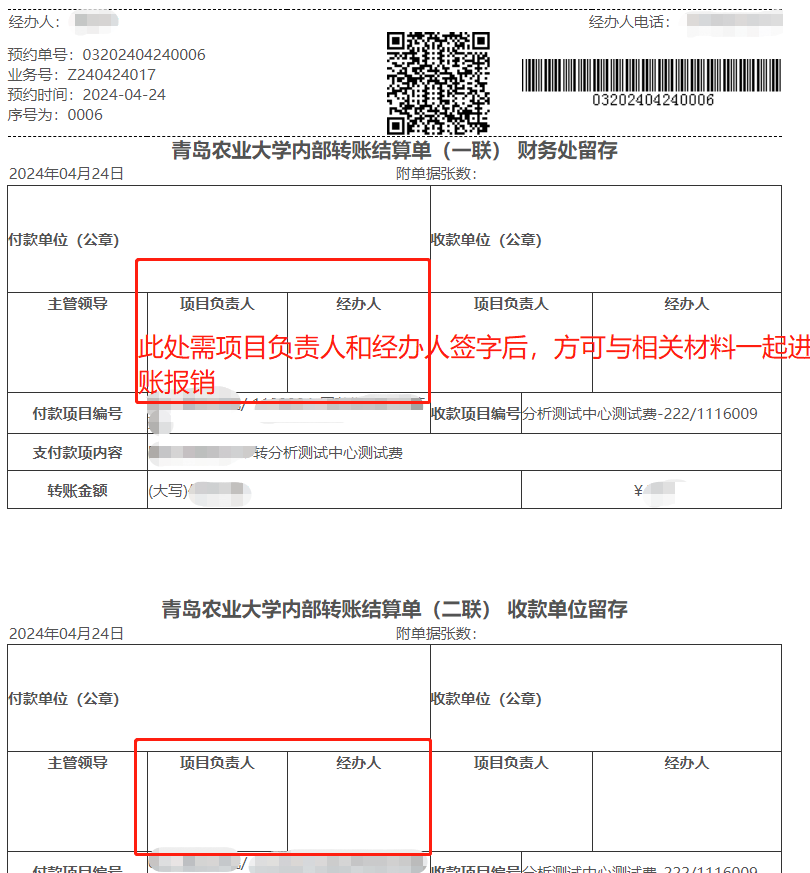 经办人：
经办人电话：
预约单号：03202404240006
业务号：Z240424017
预约时间：2024-04-24
序号为：0006
03202404240006
青岛农业大学内部转账结算单（一联） 财务处留存
2024年04月24日 附单据张数：
付款单位（公章） 收款单位（公章）
主管领导 项目负责人 经办人 项目负责人 经办人
此处需项目负责人和经办人签字后，方可与相关材料一起进
账报销
付款项目编号 收款项目编号 分析测试中心测试费-222/1116009
支付款项内容 转分析测试中心测试费
转账金额 (大写) ¥
青岛农业大学内部转账结算单（二联） 收款单位留存
2024年04月24日 附单据张数：
付款单位（公章） 收款单位（公章）
主管领导 项目负责人 经办人 项目负责人 经办人
付款项目编号 收款项目编号 分析测试中心测试费-222/1116009